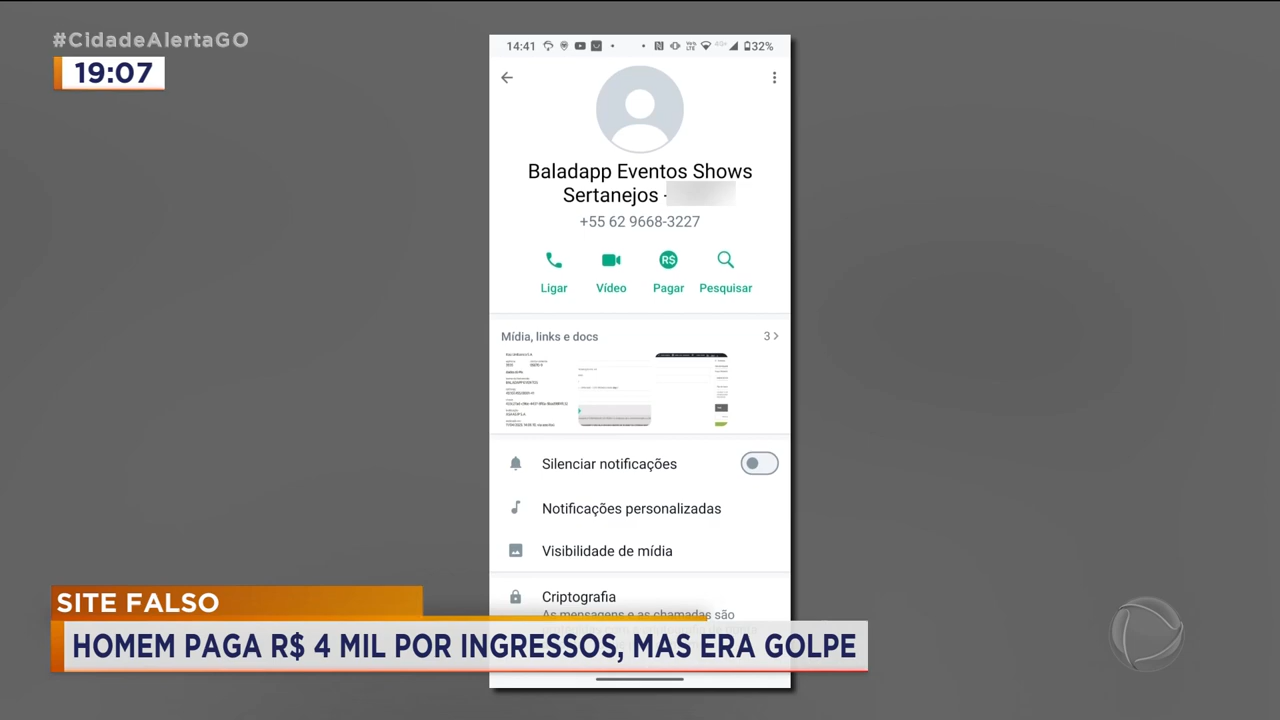 #CidadeAlertaGO
19:07
14:41
32%
Baladapp Eventos Shows
Sertanejos -
+55 62 9668-3227
Ligar
Vídeo
R$
Pagar
Pesquisar
Mídia, links e docs
3
Silenciar notificações
Notificações personalizadas
Visibilidade de mídia
Criptografia
As mensagens e as chamadas são
SITE FALSO
HOMEM PAGA R$ 4 MIL POR INGRESSOS, MAS ERA GOLPE